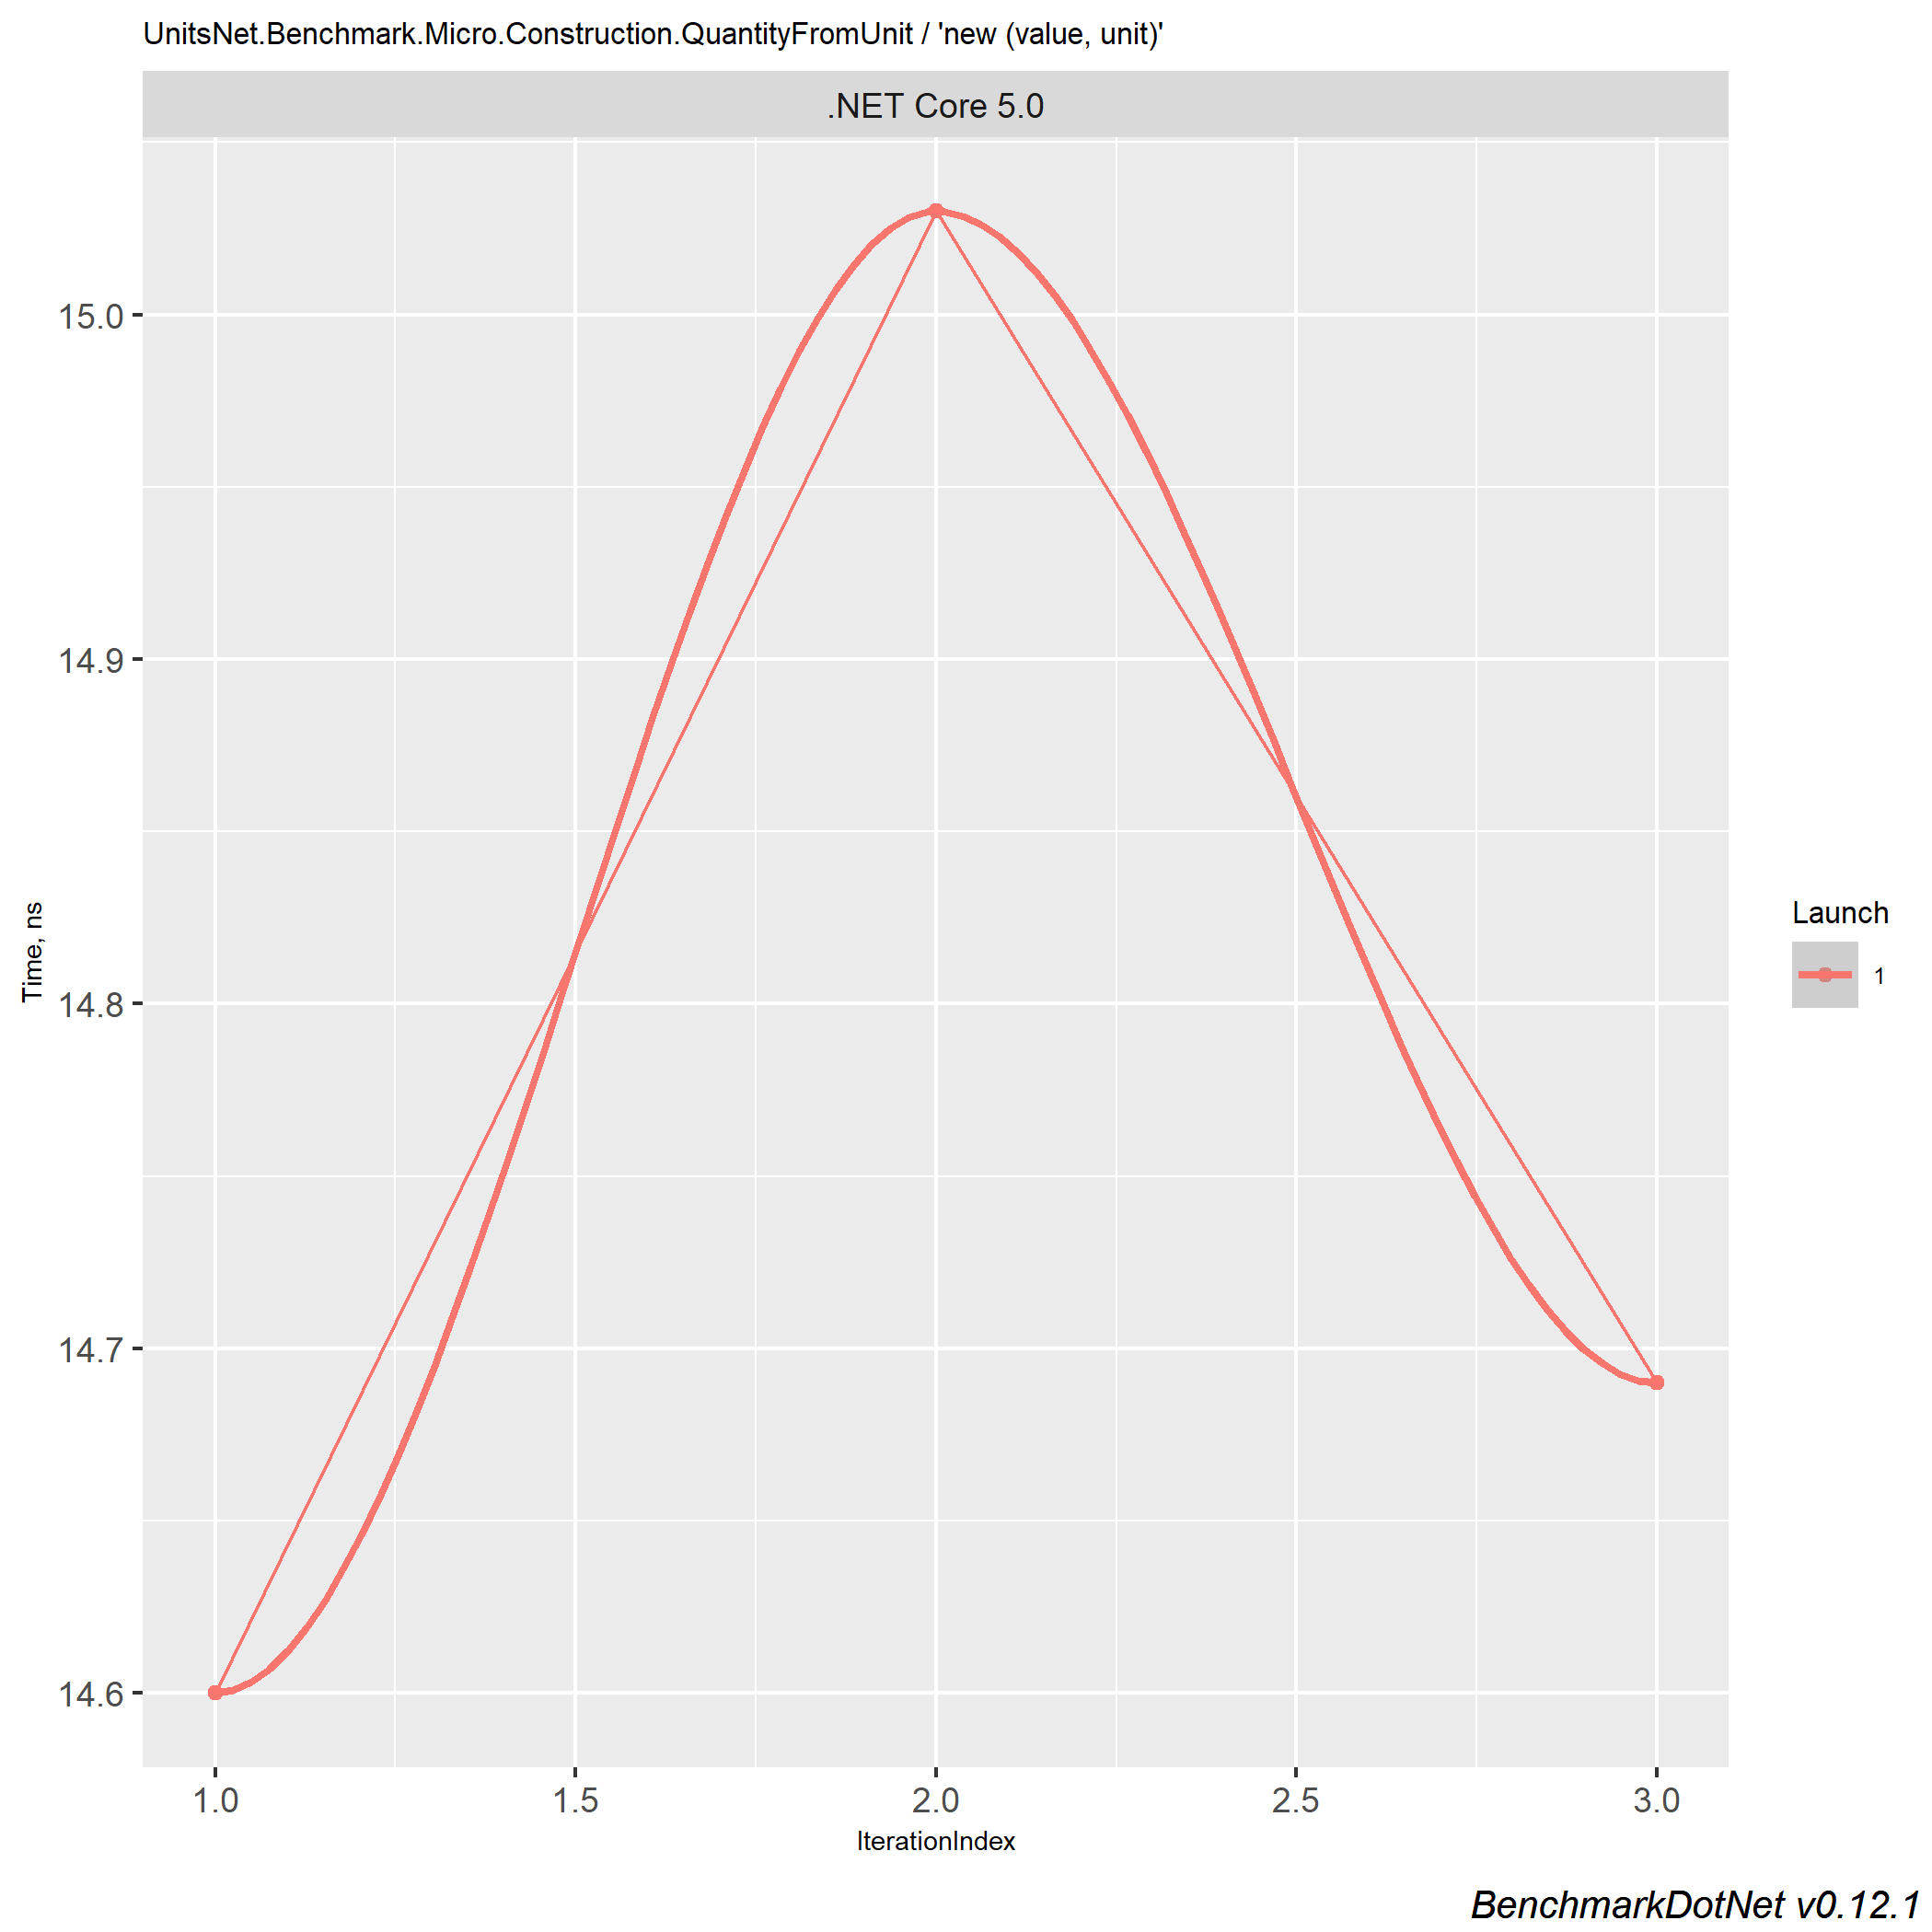 UnitsNet.Benchmark.Micro.Construction.QuantityFromUnit / 'new (value, unit)'
.NET Core 5.0
15.0
14.9
14.8
14.7
14.6
Time, ns
1.0 1.5 2.0 2.5 3.0
IterationIndex
Launch
1
BenchmarkDotNet v0.12.1